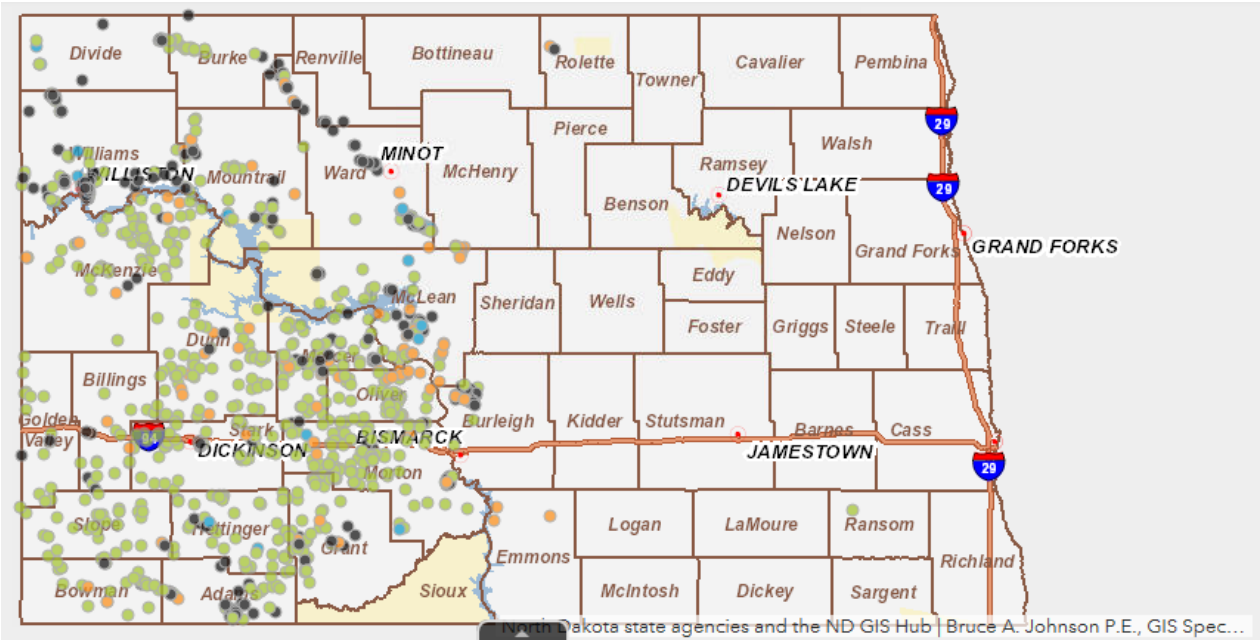 Divide
Burke
Renville
Bottineau
Rolette
Towner
Cavalier
Pembina
29
Pierce
Walsh
Williams
WILLISTON
Mountrail
Ward
MINOT
McHenry
Ramsey
DEVIL'S LAKE
29
Benson
Nelson
Grand Forks
GRAND FORKS
McKenzie
McLean
Sheridan
Wells
Eddy
Foster
Griggs
Steele
Traill
Dunn
Mercer
Billings
Oliver
Golden
Valley
94
Stark
DICKINSON
BISMARCK
Burleigh
Kidder
Stutsman
Barnes
Cass
JAMESTOWN
29
Morton
Slope
Hettinger
Grant
Logan
LaMoure
Ransom
Emmons
Richland
Bowman
Adams
Sioux
McIntosh
Dickey
Sargent
North Dakota state agencies and the ND GIS Hub | Bruce A. Johnson P.E., GIS Spec...